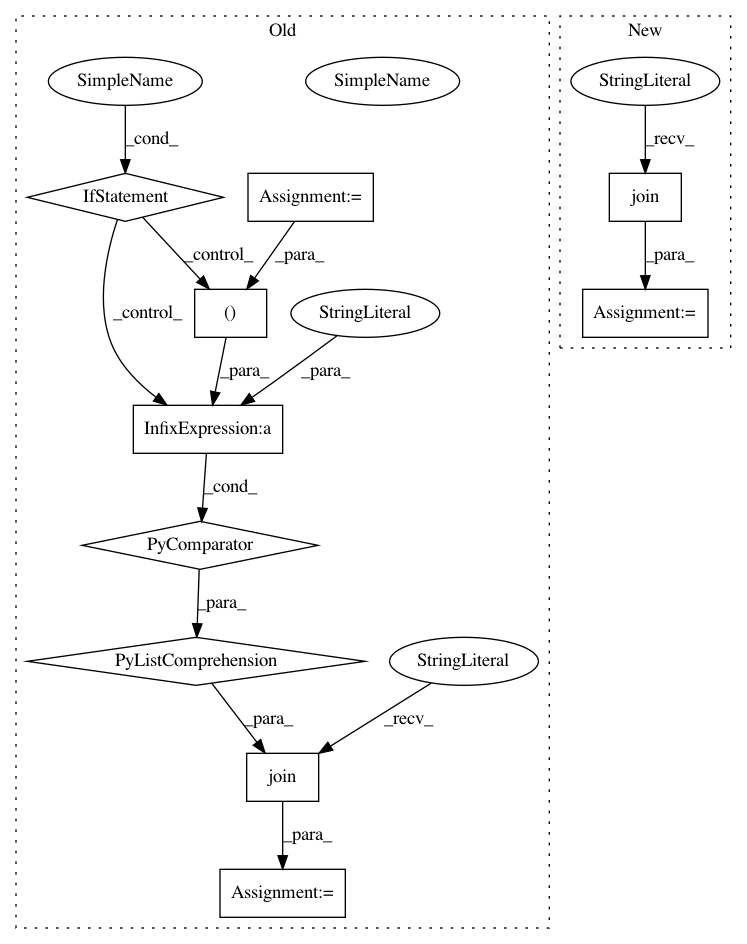 Old
New
SimpleName
SimpleName
StringLiteral
_cond_
_recv_
IfStatement
Assignment:=
join
_control_
_para_
_para_
_control_
()
StringLiteral
Assignment:=
_para_
_para_
InfixExpression:a
_cond_
PyComparator
_para_
PyListComprehension
StringLiteral
_para_
_recv_
join
_para_
Assignment:=